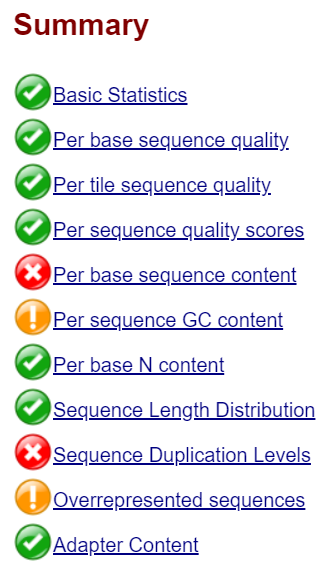 Summary
Basic Statistics
Per base sequence quality
Per tile sequence quality
Per sequence quality scores
Per base sequence content
Per sequence GC content
Per base N content
Sequence Length Distribution
Sequence Duplication Levels
Overrepresented sequences
Adapter Content